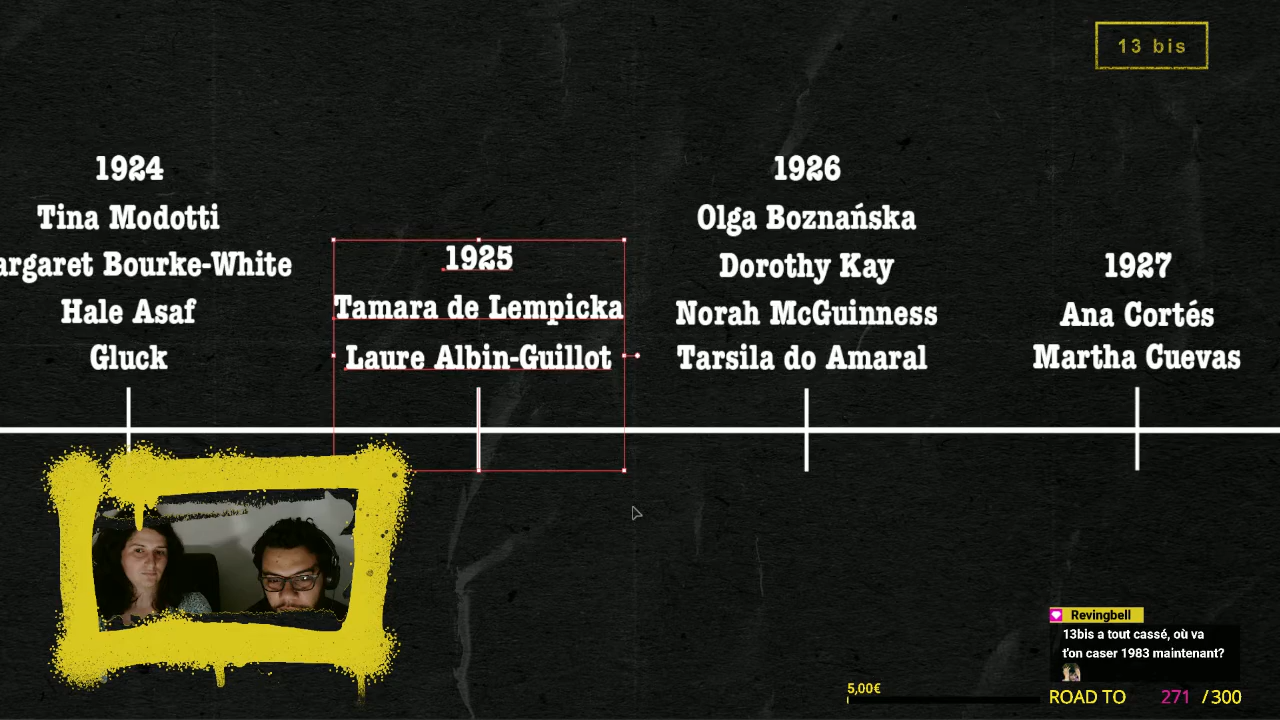 13 bis
1924
Tina Modotti
argaret Bourke-White
Hale Asaf
Gluck
1925
Tamara de Lempicka
Laure Albin-Guillot
1926
Olga Boznańska
Dorothy Kay
Norah McGuinness
Tarsila do Amaral
1927
Ana Cortés
Martha Cuevas
Revingbell
13bis a tout cassé, où va
t'on caser 1983 maintenant?
5,00€
ROAD TO 271 / 300